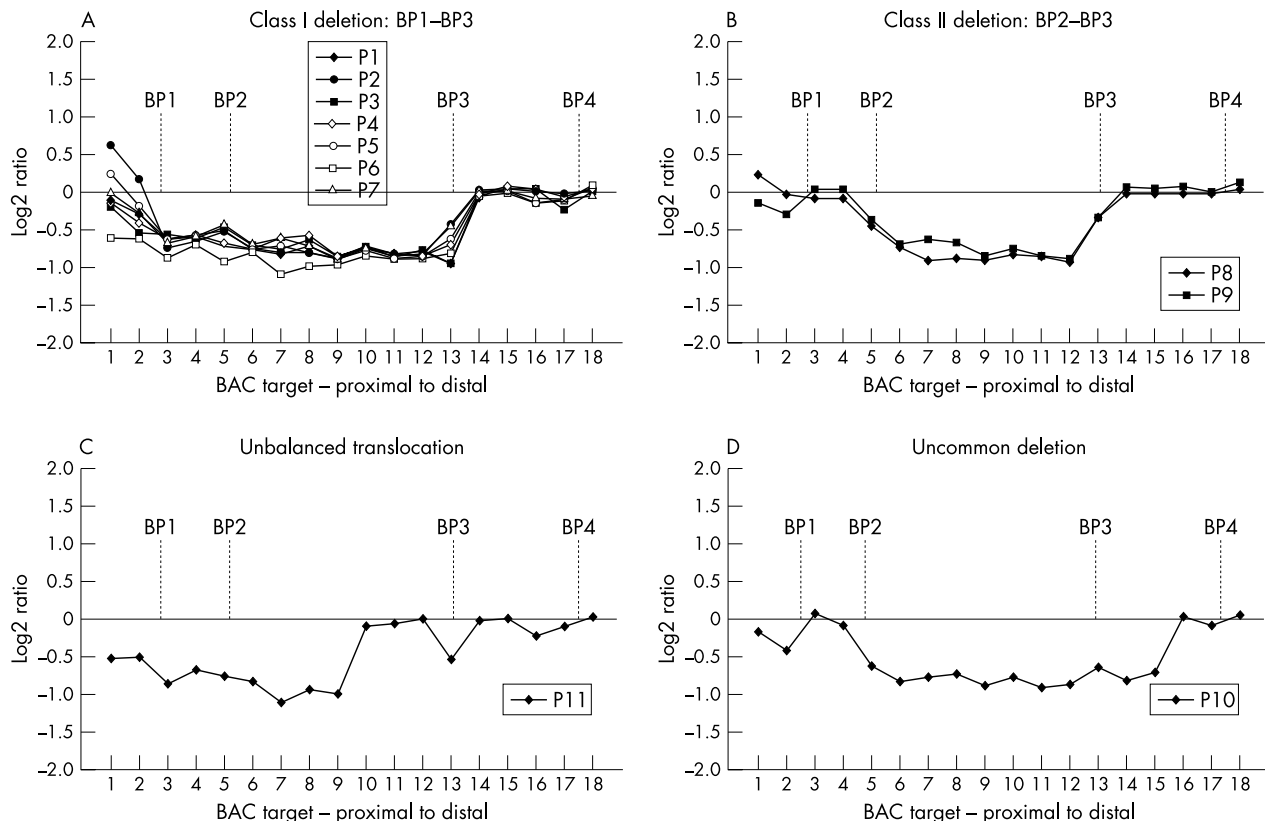 A
Class I deletion: BP1–BP3
2.0
1.5
1.0
0.5
0
–0.5
–1.0
–1.5
–2.0
Log2 ratio
BP1
BP2
BP3
BP4
P1
P2
P3
P4
P5
P6
P7
1 2 3 4 5 6 7 8 9 10 11 12 13 14 15 16 17 18
BAC target – proximal to distal
B
Class II deletion: BP2–BP3
2.0
1.5
1.0
0.5
0
–0.5
–1.0
–1.5
–2.0
Log2 ratio
BP1
BP2
BP3
BP4
P8
P9
1 2 3 4 5 6 7 8 9 10 11 12 13 14 15 16 17 18
BAC target – proximal to distal
C
Unbalanced translocation
2.0
1.5
1.0
0.5
0
–0.5
–1.0
–1.5
–2.0
Log2 ratio
BP1
BP2
BP3
BP4
P11
1 2 3 4 5 6 7 8 9 10 11 12 13 14 15 16 17 18
BAC target – proximal to distal
D
Uncommon deletion
2.0
1.5
1.0
0.5
0
–0.5
–1.0
–1.5
–2.0
Log2 ratio
BP1
BP2
BP3
BP4
P10
1 2 3 4 5 6 7 8 9 10 11 12 13 14 15 16 17 18
BAC target – proximal to distal